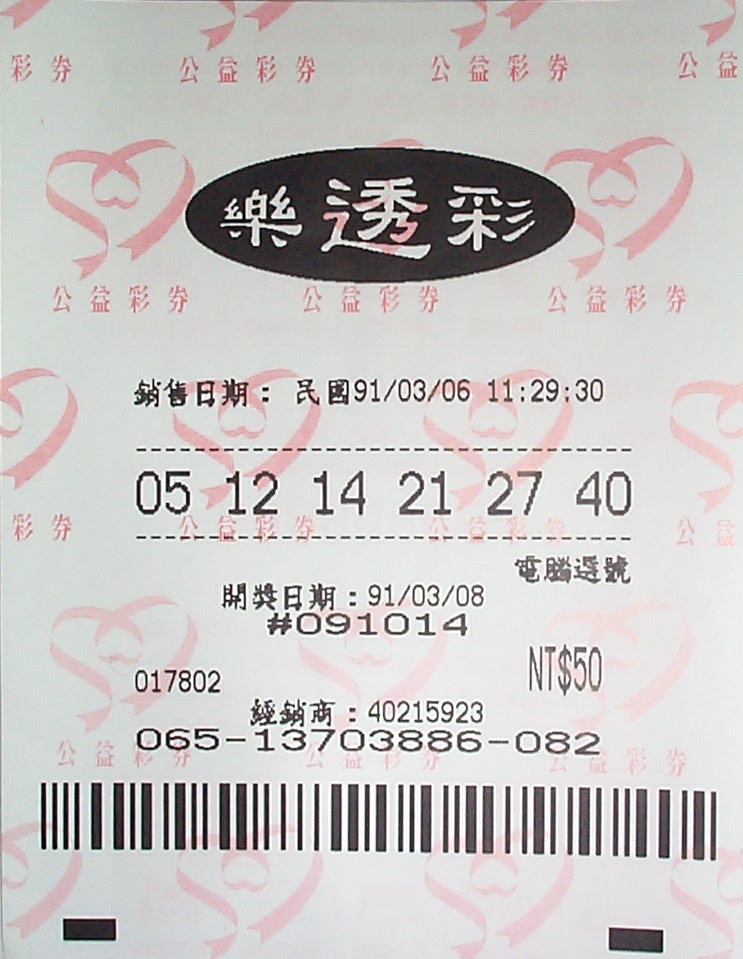 彩券 公益彩券 公益彩券 公益
樂透彩
公益彩券 公益彩券 公益彩券
銷售日期：民國91/03/06 11:29:30
05 12 14 21 27 40
彩券 公益彩券 公益彩券 公益
電腦選號
開獎日期：91/03/08
#091014
NT$50
017802
經銷商：40215923
065-13703886-082
公益彩券 公益彩券 公益彩券